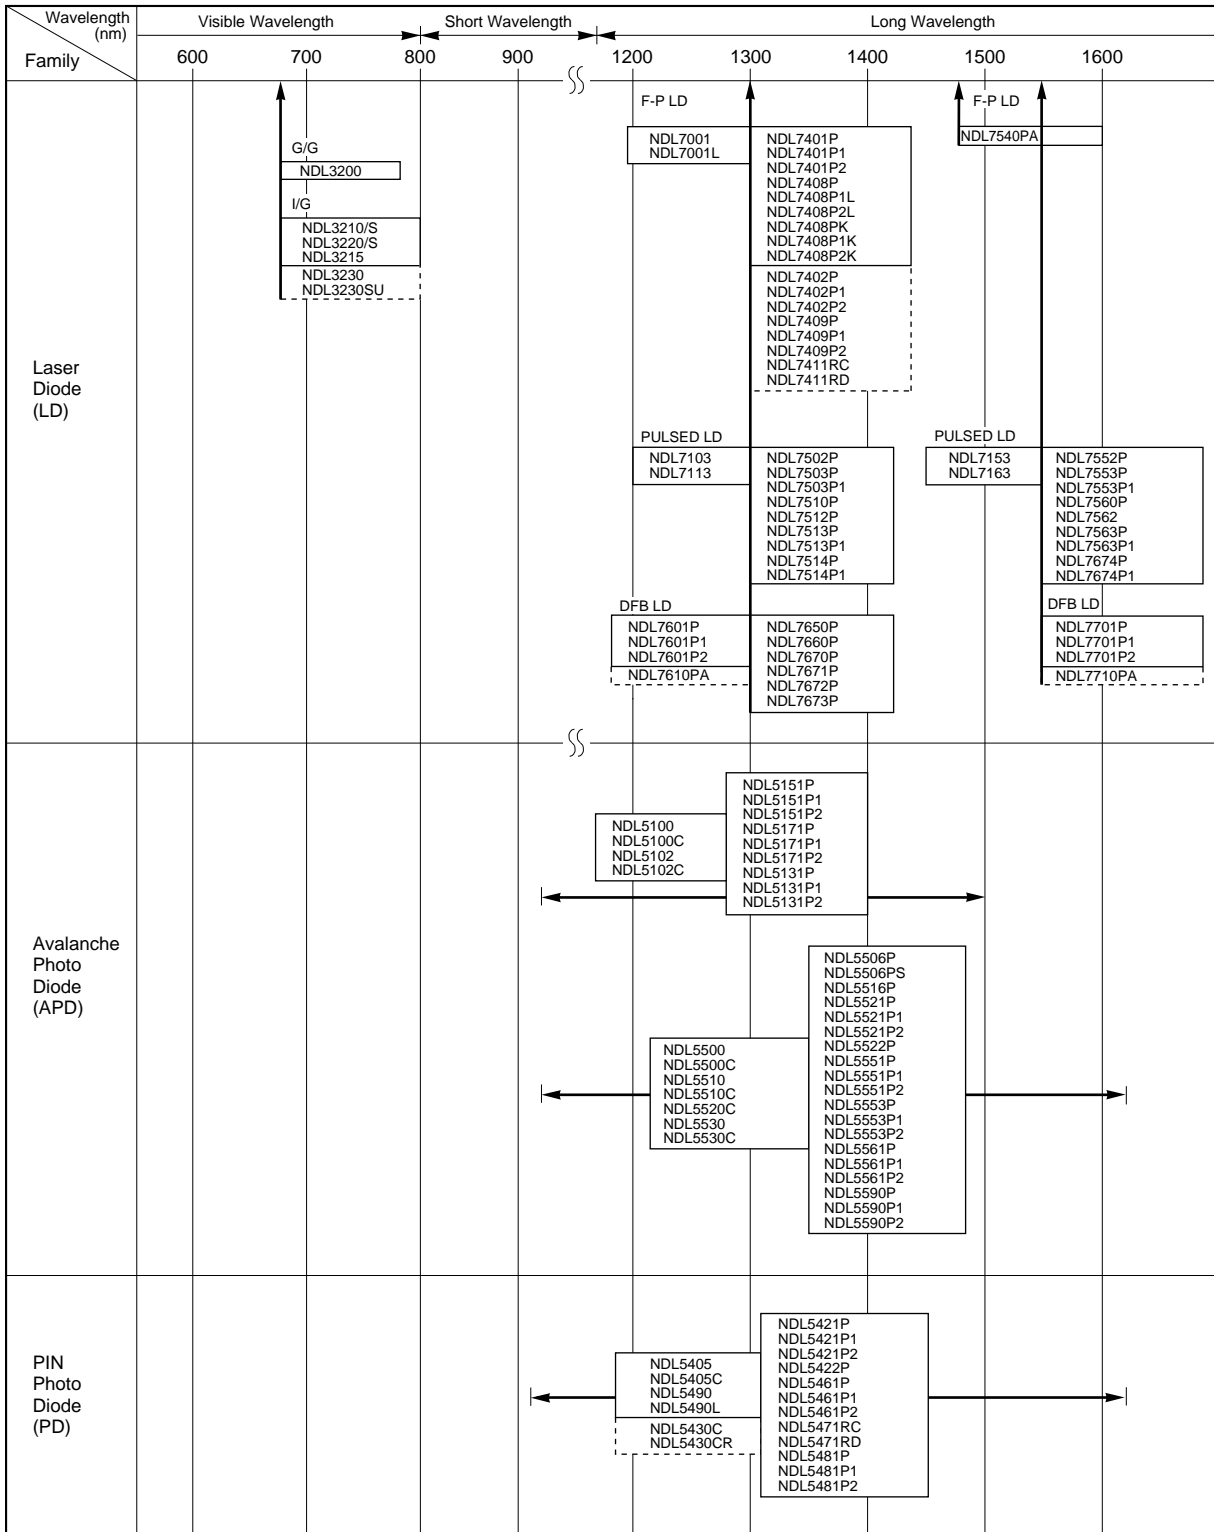 Wavelength
(nm)
Family
Visible Wavelength
Short Wavelength
Long Wavelength
600
700
800
900
1200
1300
1400
1500
1600
Laser
Diode
(LD)
G/G
NDL3200
I/G
NDL3210/S
NDL3220/S
NDL3215
NDL3230
NDL3230SU
F-P LD
NDL7001
NDL7001L
NDL7401P
NDL7401P1
NDL7401P2
NDL7408P
NDL7408P1L
NDL7408P2L
NDL7408PK
NDL7408P1K
NDL7408P2K
NDL7402P
NDL7402P1
NDL7402P2
NDL7409P
NDL7409P1
NDL7409P2
NDL7411RC
NDL7411RD
F-P LD
NDL7540PA
PULSED LD
NDL7103
NDL7113
NDL7502P
NDL7503P
NDL7503P1
NDL7510P
NDL7512P
NDL7513P
NDL7513P1
NDL7514P
NDL7514P1
PULSED LD
NDL7153
NDL7163
NDL7552P
NDL7553P
NDL7553P1
NDL7560P
NDL7562
NDL7563P
NDL7563P1
NDL7674P
NDL7674P1
DFB LD
NDL7601P
NDL7601P1
NDL7601P2
NDL7610PA
NDL7650P
NDL7660P
NDL7670P
NDL7671P
NDL7672P
NDL7673P
DFB LD
NDL7701P
NDL7701P1
NDL7701P2
NDL7710PA
Avalanche
Photo
Diode
(APD)
NDL5100
NDL5100C
NDL5102
NDL5102C
NDL5151P
NDL5151P1
NDL5151P2
NDL5171P
NDL5171P1
NDL5171P2
NDL5131P
NDL5131P1
NDL5131P2
NDL5500
NDL5500C
NDL5510
NDL5510C
NDL5520C
NDL5530
NDL5530C
NDL5506P
NDL5506PS
NDL5516P
NDL5521P
NDL5521P1
NDL5521P2
NDL5522P
NDL5551P
NDL5551P1
NDL5551P2
NDL5553P
NDL5553P1
NDL5553P2
NDL5561P
NDL5561P1
NDL5561P2
NDL5590P
NDL5590P1
NDL5590P2
PIN
Photo
Diode
(PD)
NDL5405
NDL5405C
NDL5490
NDL5490L
NDL5430C
NDL5430CR
NDL5421P
NDL5421P1
NDL5421P2
NDL5422P
NDL5461P
NDL5461P1
NDL5461P2
NDL5471RC
NDL5471RD
NDL5481P
NDL5481P1
NDL5481P2